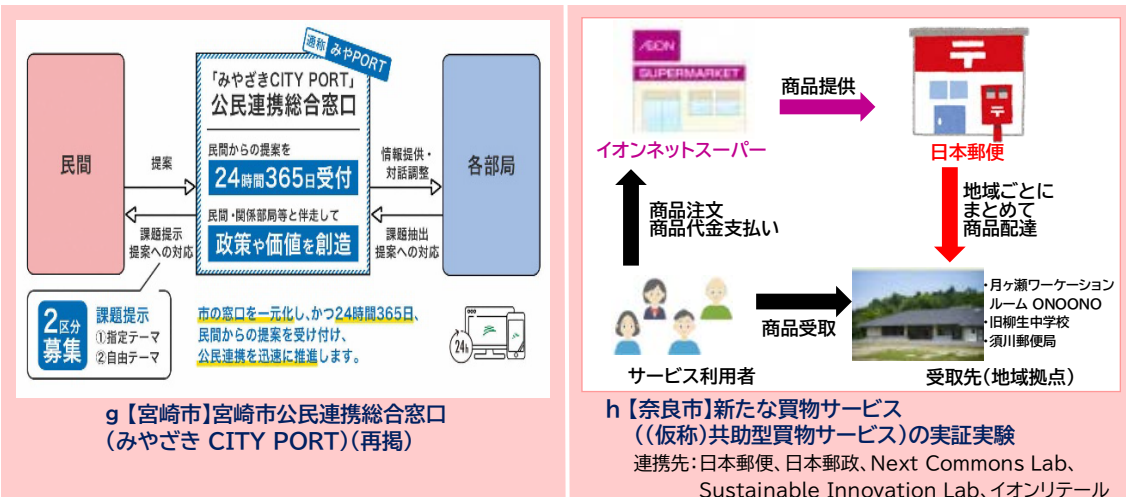 通称 みやPORT
「みやざきCITY PORT」
公民連携総合窓口
民間からの提案を
24時間365日受付
民間・関係部局等と伴走して
政策や価値を創造
民間
提案
課題提示
提案への対応
情報提供・
対話調整
課題抽出
提案への対応
各部局
2区分
募集
課題提示
①指定テーマ
②自由テーマ
市の窓口を一元化し、かつ24時間365日、
民間からの提案を受け付け、
公民連携を迅速に推進します。
24h
g【宮崎市】宮崎市公民連携総合窓口
(みやざき CITY PORT)(再掲)
ÆON
SUPERMARKET
イオンネットスーパー
商品提供
日本郵便
商品注文
商品代金支払い
地域ごとに
まとめて
商品配達
サービス利用者
商品受取
・月ヶ瀬ワーケーション
ルーム ONOONO
・旧柳生中学校
・須川郵便局
受取先(地域拠点)
h【奈良市】新たな買物サービス
((仮称)共助型買物サービス)の実証実験
連携先:日本郵便、日本郵政、Next Commons Lab、
Sustainable Innovation Lab、イオンリテール